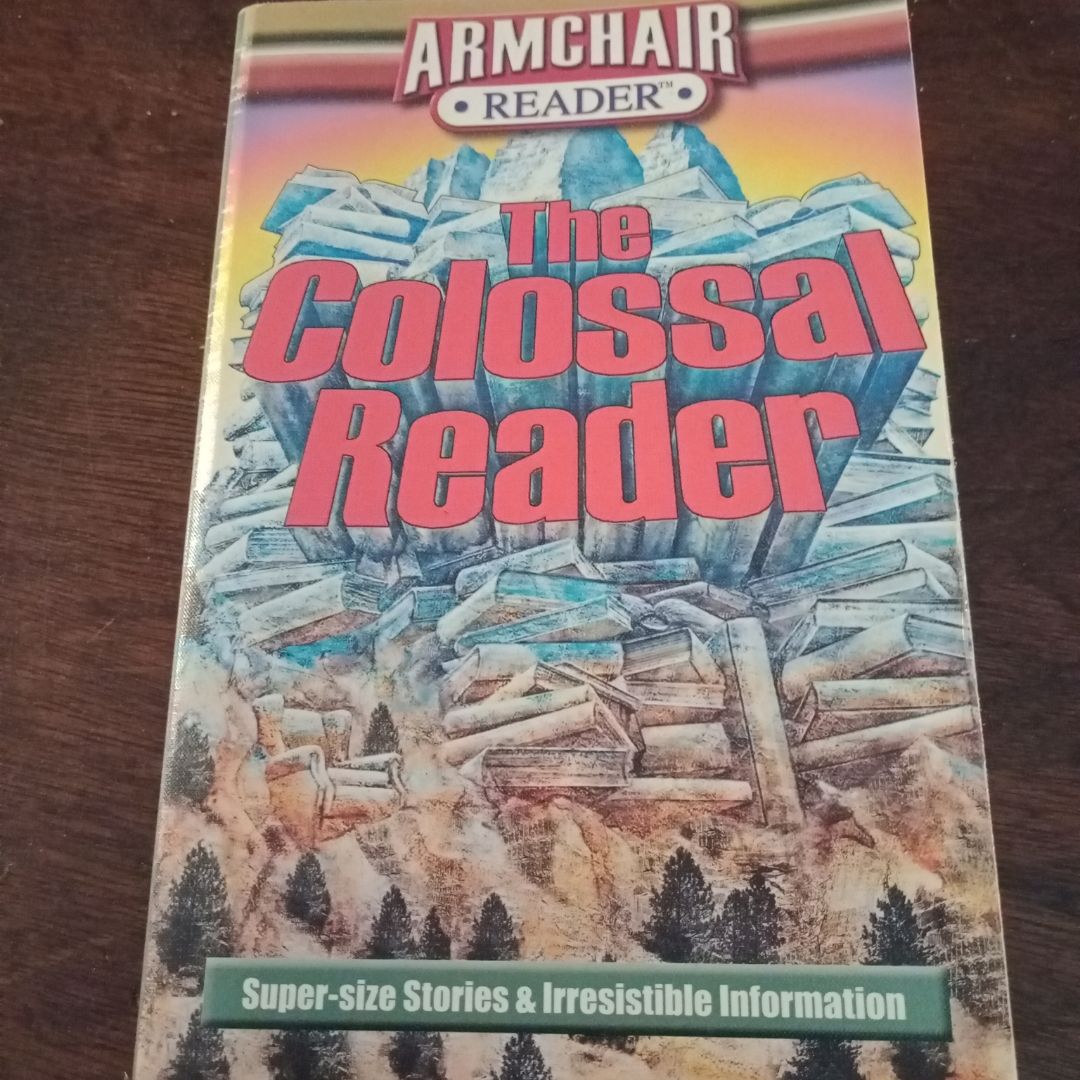 ARMCHAIR
• READER™ •
The
Colossal
Reader
Super-size Stories & Irresistible Information